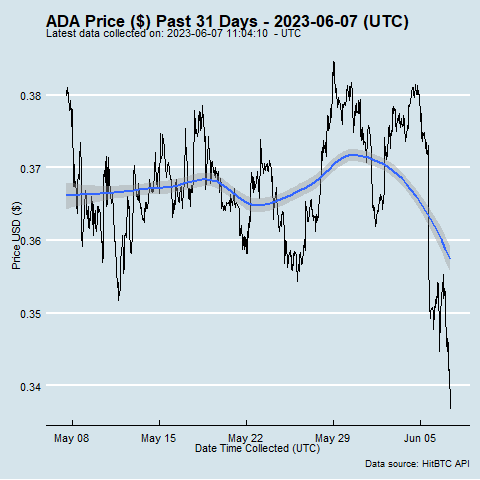 ADA Price ($) Past 31 Days - 2023-06-07 (UTC)
Latest data collected on: 2023-06-07 11:04:10 - UTC
0.38
0.37
0.36
0.35
0.34
Price USD ($)
May 08
May 15
May 22
May 29
Jun 05
Date Time Collected (UTC)
Data source: HitBTC API